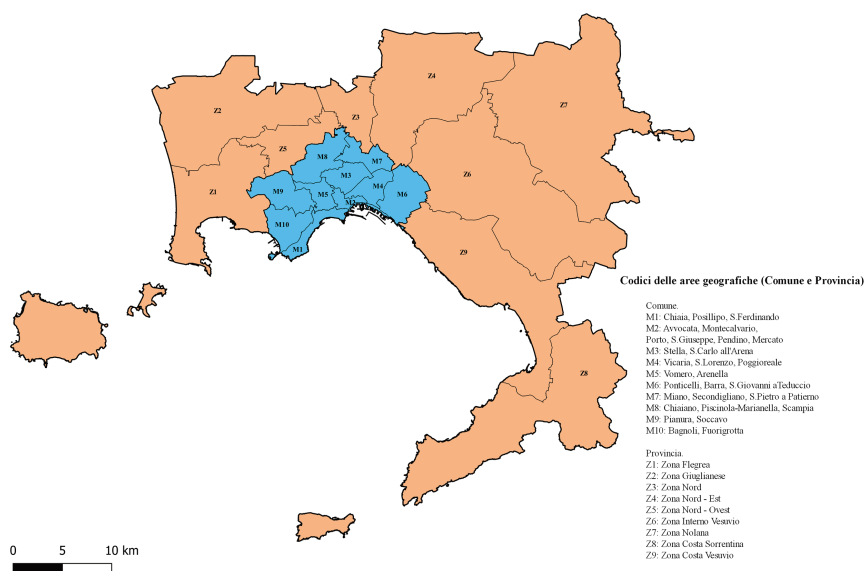 Z4
Z7
Z2
Z3
Z5
M8
M7
M3
Z6
Z1
M9
M5
M4
M6
M2
M10
M1
Z9
Z8
Codici delle aree geografiche (Comune e Provincia)
Comune.
M1: Chiaia, Posillipo, S.Ferdinando
M2: Avvocata, Montecalvario,
Porto, S.Giuseppe, Pendino, Mercato
M3: Stella, S.Carlo all'Arena
M4: Vicaria, S.Lorenzo, Poggioreale
M5: Vomero, Arenella
M6: Ponticelli, Barra, S.Giovanni aTeduccio
M7: Miano, Secondigliano, S.Pietro a Patierno
M8: Chiaiano, Piscinola-Marianella, Scampia
M9: Pianura, Soccavo
M10: Bagnoli, Fuorigrotta
Provincia.
Z1: Zona Flegrea
Z2: Zona Giuglianese
Z3: Zona Nord
Z4: Zona Nord - Est
Z5: Zona Nord - Ovest
Z6: Zona Interno Vesuvio
Z7: Zona Nolana
Z8: Zona Costa Sorrentina
Z9: Zona Costa Vesuvio
0 5 10 km